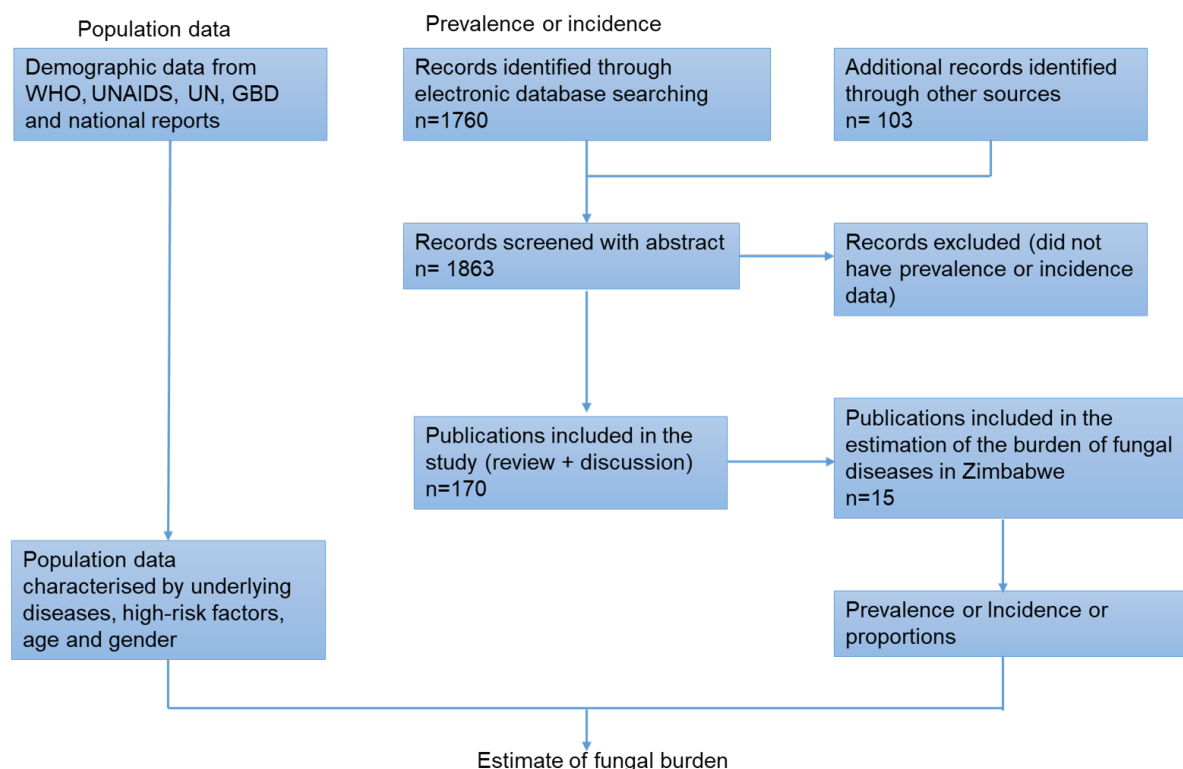 Population data
Demographic data from
WHO, UNAIDS, UN, GBD
and national reports
Population data
characterised by underlying
diseases, high-risk factors,
age and gender
Prevalence or incidence
Records identified through
electronic database searching
n=1760
Additional records identified
through other sources
n= 103
Records screened with abstract
n= 1863
Records excluded (did not
have prevalence or incidence
data)
Publications included in the
study (review + discussion)
n=170
Publications included in the
estimation of the burden of fungal
diseases in Zimbabwe
n=15
Prevalence or Incidence or
proportions
Estimate of fungal burden